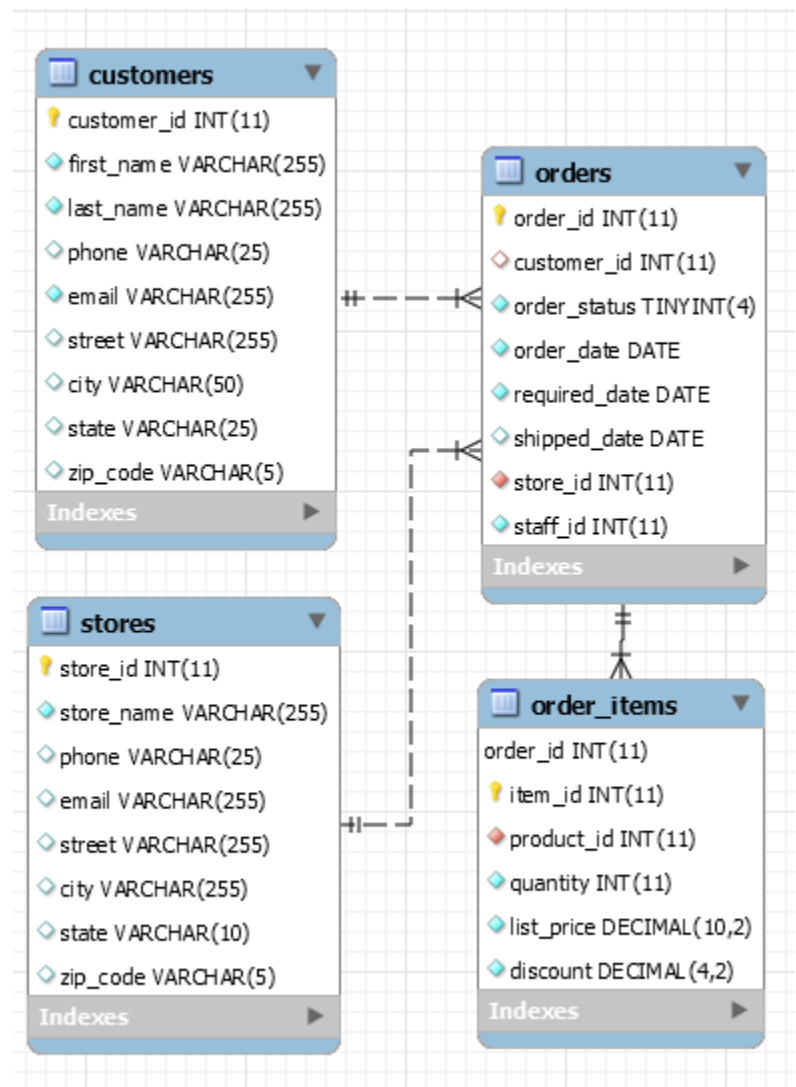 customers
customer_id INT(11)
first_name VARCHAR(255)
last_name VARCHAR(255)
phone VARCHAR(25)
email VARCHAR(255)
street VARCHAR(255)
city VARCHAR(50)
state VARCHAR(25)
zip_code VARCHAR(5)
Indexes
orders
order_id INT(11)
customer_id INT(11)
order_status TINYINT(4)
order_date DATE
required_date DATE
shipped_date DATE
store_id INT(11)
staff_id INT(11)
Indexes
stores
store_id INT(11)
store_name VARCHAR(255)
phone VARCHAR(25)
email VARCHAR(255)
street VARCHAR(255)
city VARCHAR(255)
state VARCHAR(10)
zip_code VARCHAR(5)
Indexes
order_items
order_id INT(11)
item_id INT(11)
product_id INT(11)
quantity INT(11)
list_price DECIMAL(10,2)
discount DECIMAL(4,2)
Indexes